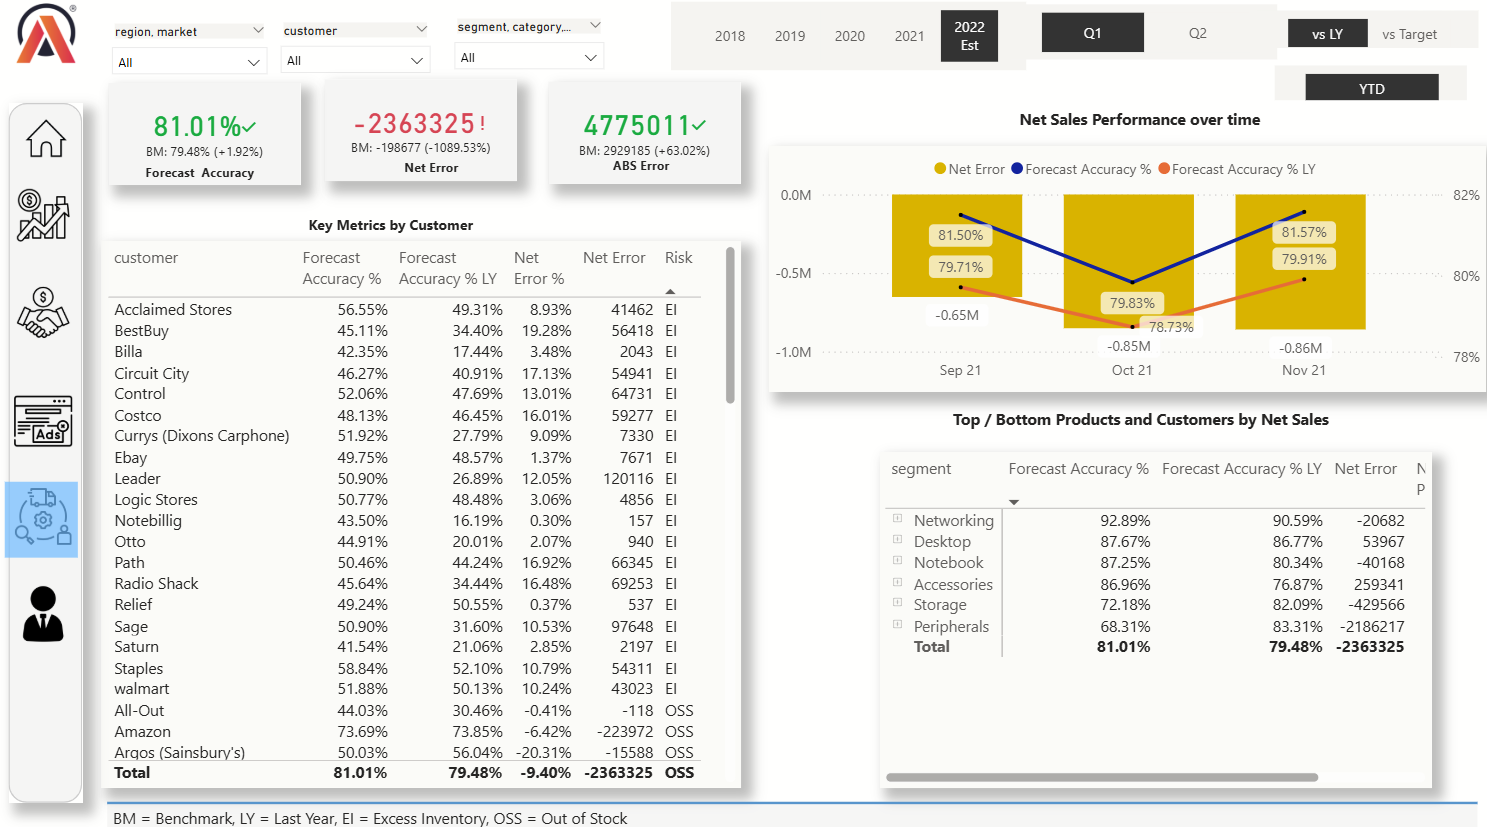 region, market
All
customer
All
segment, category,...
All
2018 2019 2020 2021 2022 Est
Q1 Q2
vs LY vs Target
YTD
81.01%
BM: 79.48% (+1.92%)
Forecast Accuracy
-2363325!
BM: -198677 (-1089.53%)
Net Error
4775011
BM: 2929185 (+63.02%)
ABS Error
Net Sales Performance over time
Net Error Forecast Accuracy % Forecast Accuracy % LY
0.0M 82%
81.50% 81.57%
79.71% 79.91%
-0.5M 80%
79.83%
-0.65M 78.73%
-0.85M -0.86M
-1.0M 78%
Sep 21 Oct 21 Nov 21
Key Metrics by Customer
customer Forecast Accuracy % Forecast Accuracy % LY Net Error % Net Error Risk
Acclaimed Stores 56.55% 49.31% 8.93% 41462 EI
BestBuy 45.11% 34.40% 19.28% 56418 EI
Billa 42.35% 17.44% 3.48% 2043 EI
Circuit City 46.27% 40.91% 17.13% 54941 EI
Control 52.06% 47.69% 13.01% 64731 EI
Costco 48.13% 46.45% 16.01% 59277 EI
Currys (Dixons Carphone) 51.92% 27.79% 9.09% 7330 EI
Ebay 49.75% 48.57% 1.37% 7671 EI
Leader 50.90% 26.89% 12.05% 120116 EI
Logic Stores 50.77% 48.48% 3.06% 4856 EI
Notebillig 43.50% 16.19% 0.30% 157 EI
Otto 44.91% 20.01% 2.07% 940 EI
Path 50.46% 44.24% 16.92% 66345 EI
Radio Shack 45.64% 34.44% 16.48% 69253 EI
Relief 49.24% 50.55% 0.37% 537 EI
Sage 50.90% 31.60% 10.53% 97648 EI
Saturn 41.54% 21.06% 2.85% 2197 EI
Staples 58.84% 52.10% 10.79% 54311 EI
walmart 51.88% 50.13% 10.24% 43023 EI
All-Out 44.03% 30.46% -0.41% -118 OSS
Amazon 73.69% 73.85% -6.42% -223972 OSS
Argos (Sainsbury's) 50.03% 56.04% -20.31% -15588 OSS
Total 81.01% 79.48% -9.40% -2363325 OSS
Top / Bottom Products and Customers by Net Sales
segment Forecast Accuracy % Forecast Accuracy % LY Net Error N
P
Networking 92.89% 90.59% -20682
Desktop 87.67% 86.77% 53967
Notebook 87.25% 80.34% -40168
Accessories 86.96% 76.87% 259341
Storage 72.18% 82.09% -429566
Peripherals 68.31% 83.31% -2186217
Total 81.01% 79.48% -2363325
Ads
BM = Benchmark, LY = Last Year, EI = Excess Inventory, OSS = Out of Stock